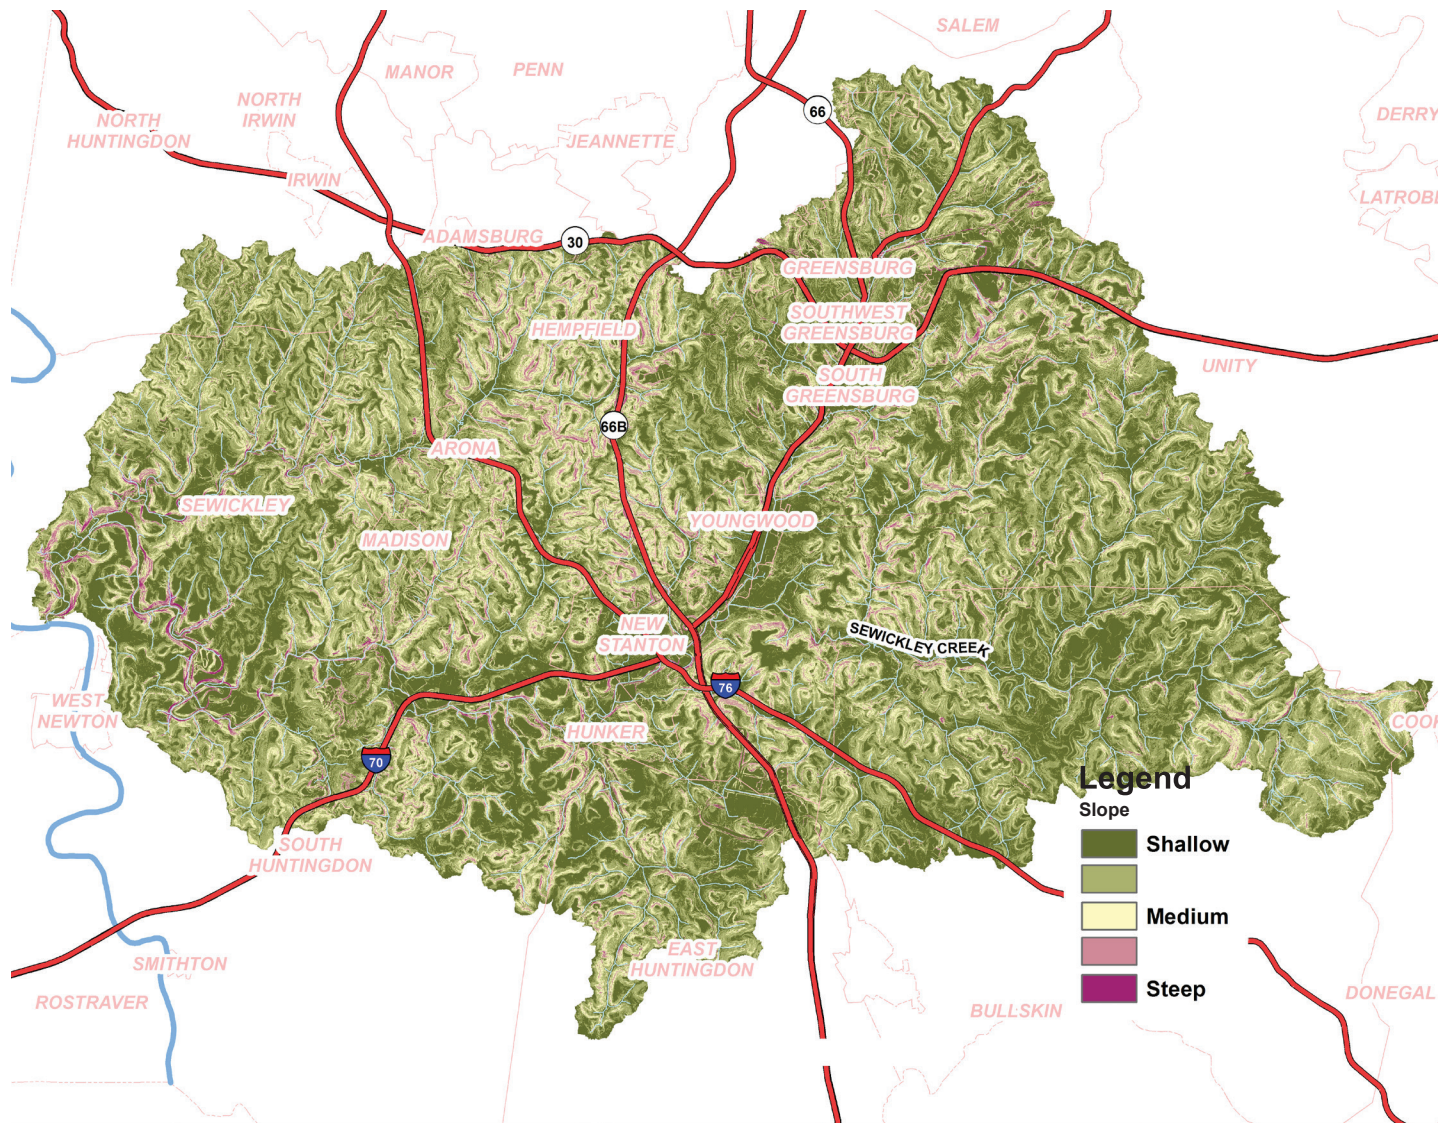 SALEM
MANOR
PENN
NORTH
IRWIN
NORTH
HUNTINGDON
66
DERRY
JEANNETTE
IRWIN
LATROBE
ADAMSBURG
30
GREENSBURG
SOUTHWEST
GREENSBURG
HEMPFIELD
UNITY
SOUTH
GREENSBURG
66B
ARONA
SEWICKLEY
YOUNGWOOD
MADISON
NEW
STANTON
SEWICKLEY CREEK
76
WEST
NEWTON
HUNKER
COOK
70
Legend
Slope
Shallow
Medium
Steep
SOUTH
HUNTINGDON
EAST
HUNTINGDON
SMITHTON
ROSTRAVER
BULLSKIN
DONEGAL